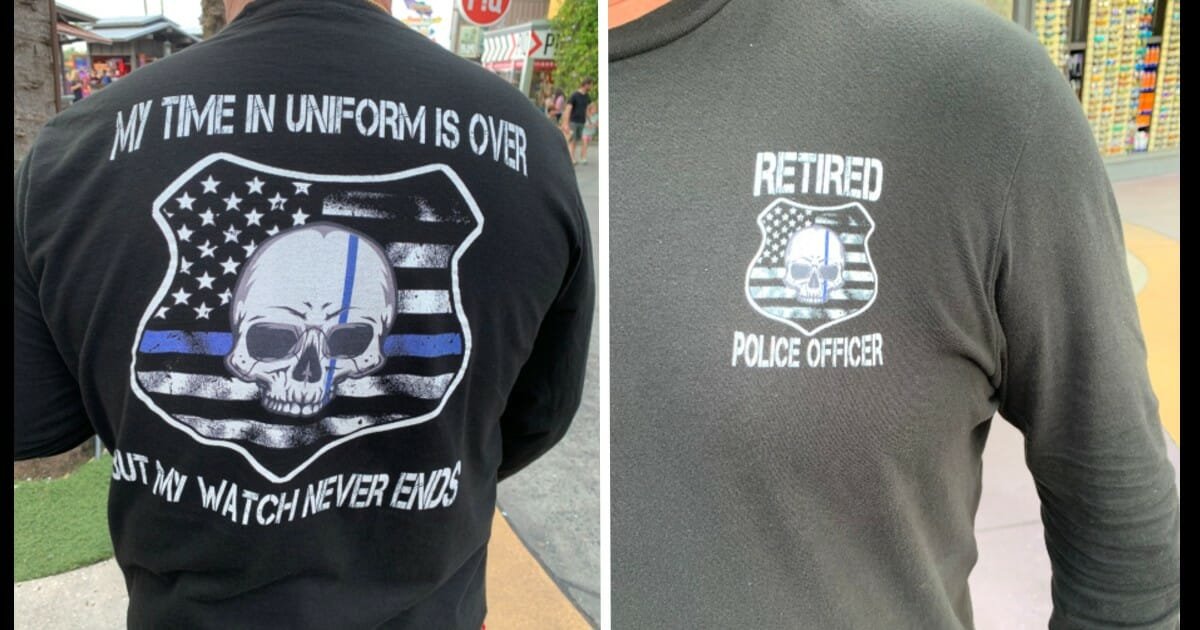 MY TIME IN UNIFORM IS OVER
BUT MY WATCH NEVER ENDS
RETIRED
POLICE OFFICER